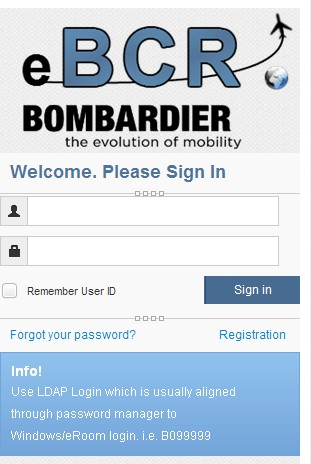 eBCR
BOMBARDIER
the evolution of mobility
Welcome. Please Sign In
Remember User ID
Sign in
Forgot your password?
Registration
Info!
Use LDAP Login which is usually aligned
through password manager to
Windows/eRoom login. i.e. B099999